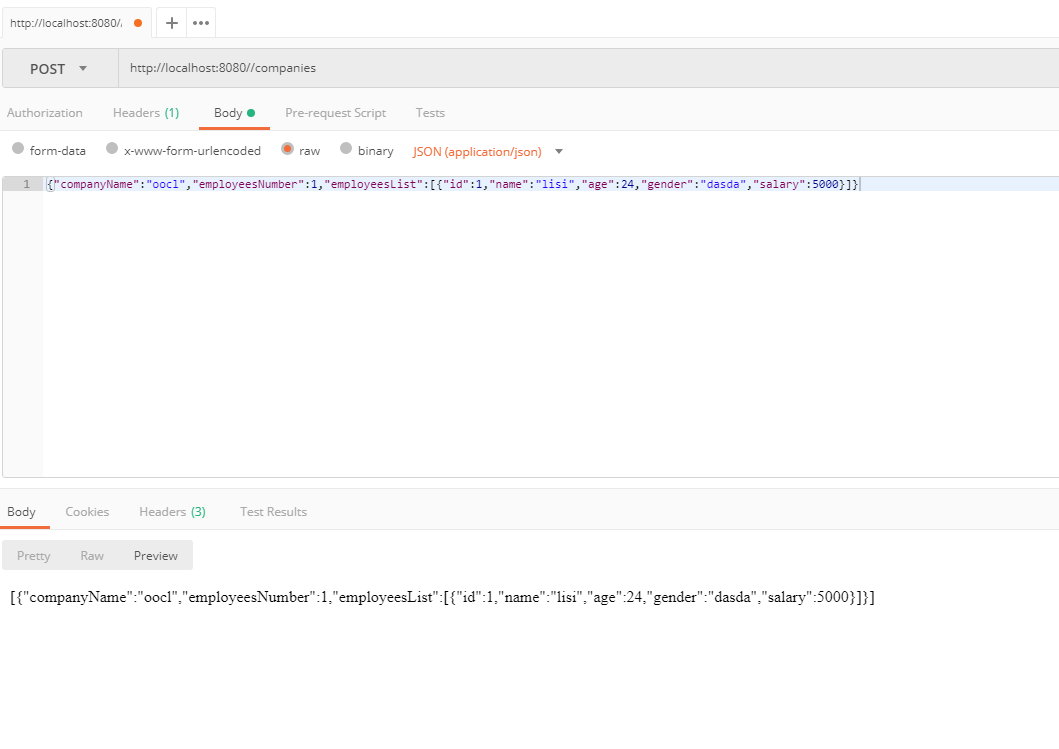 http://localhost:8080/
POST
http://localhost:8080//companies
Authorization Headers (1) Body Pre-request Script Tests
form-data x-www-form-urlencoded raw binary JSON (application/json)
1 {"companyName":"oocl","employeesNumber":1,"employeesList":[{"id":1,"name":"lisi","age":24,"gender":"dasda","salary":5000}]}
Body Cookies Headers (3) Test Results
Pretty Raw Preview
[{"companyName":"oocl","employeesNumber":1,"employeesList":[{"id":1,"name":"lisi","age":24,"gender":"dasda","salary":5000}]}]